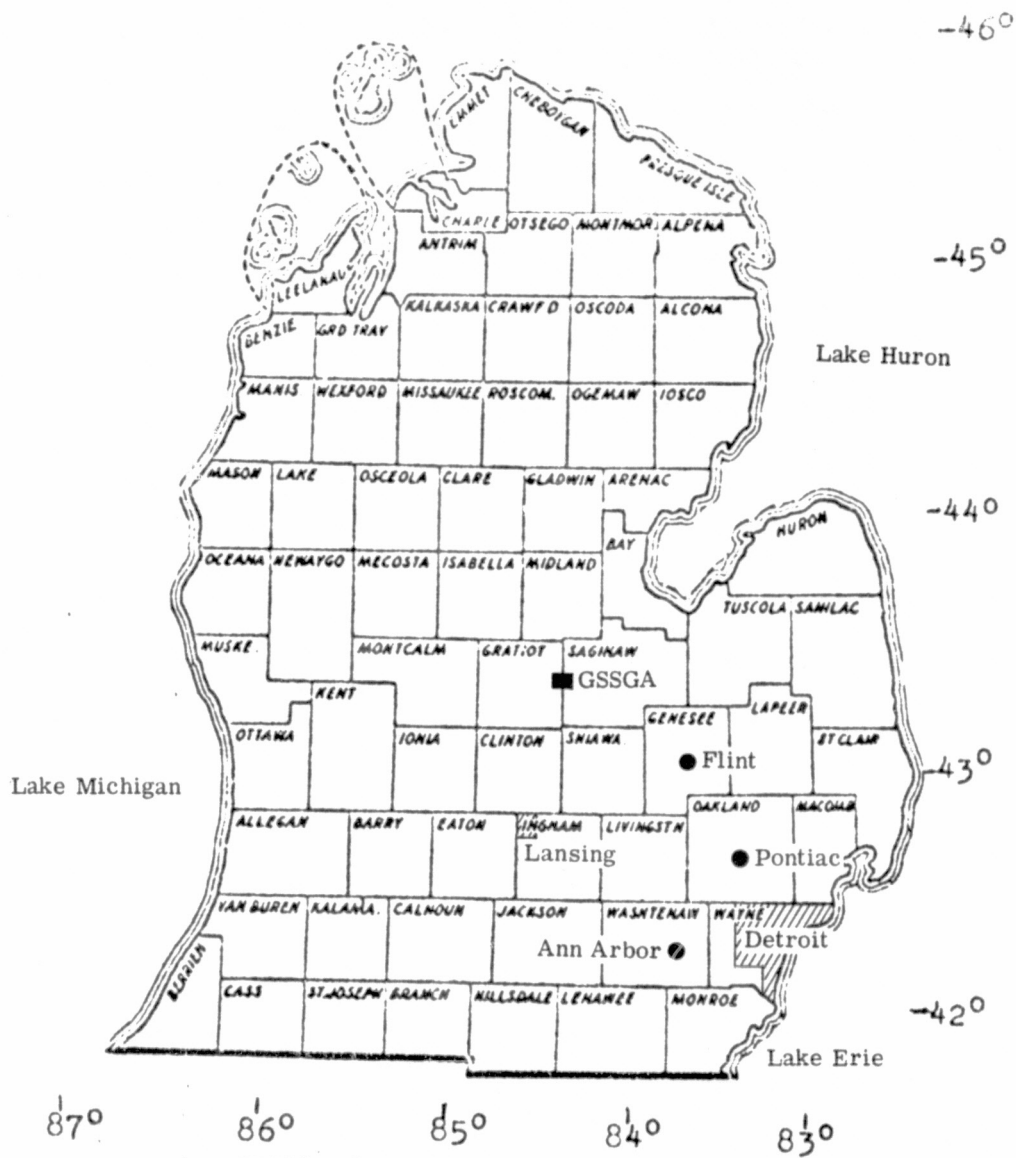 -46°
EMMET
CHEBOYGAN
PRESQUE ISLE
CHARLE
OTSEGO
MONTMOR.
ALPENA
ANTRIM
-45°
LEELANAU
KALKASKA
CRAWF'D
OSCODA
ALCONA
BENZIE
GRD TRAV
Lake Huron
MANIS
WEXFORD
MISSAUKEE
ROSCOM.
OGEMAW
IOSCO
MASON
LAKE
OSCEOLA
CLARE
GLADWIN
ARENAC
-44°
HURON
BAY
OCEANA
NEWAYGO
MECOSTA
ISABELLA
MIDLAND
TUSCOLA
SANILAC
MUSKE.
MONTCALM
GRATIOT
SAGINAW
GSSGA
KENT
GENESEE
LAPEER
OTTAWA
IONIA
CLINTON
SHIAWA.
ST CLAIR
Flint
-43°
Lake Michigan
OAKLAND
MACOMB
ALLEGAN
BARRY
EATON
INGHAM
LIVINGSTN
Lansing
Pontiac
VAN BUREN
KALAMA.
CALHOUN
JACKSON
WASHTENAW
WAYNE
Detroit
Ann Arbor
BERRIEN
CASS
ST. JOSEPH
BRANCH
HILLSDALE
LENAWEE
MONROE
-42°
Lake Erie
87°
86°
85°
84°
83°